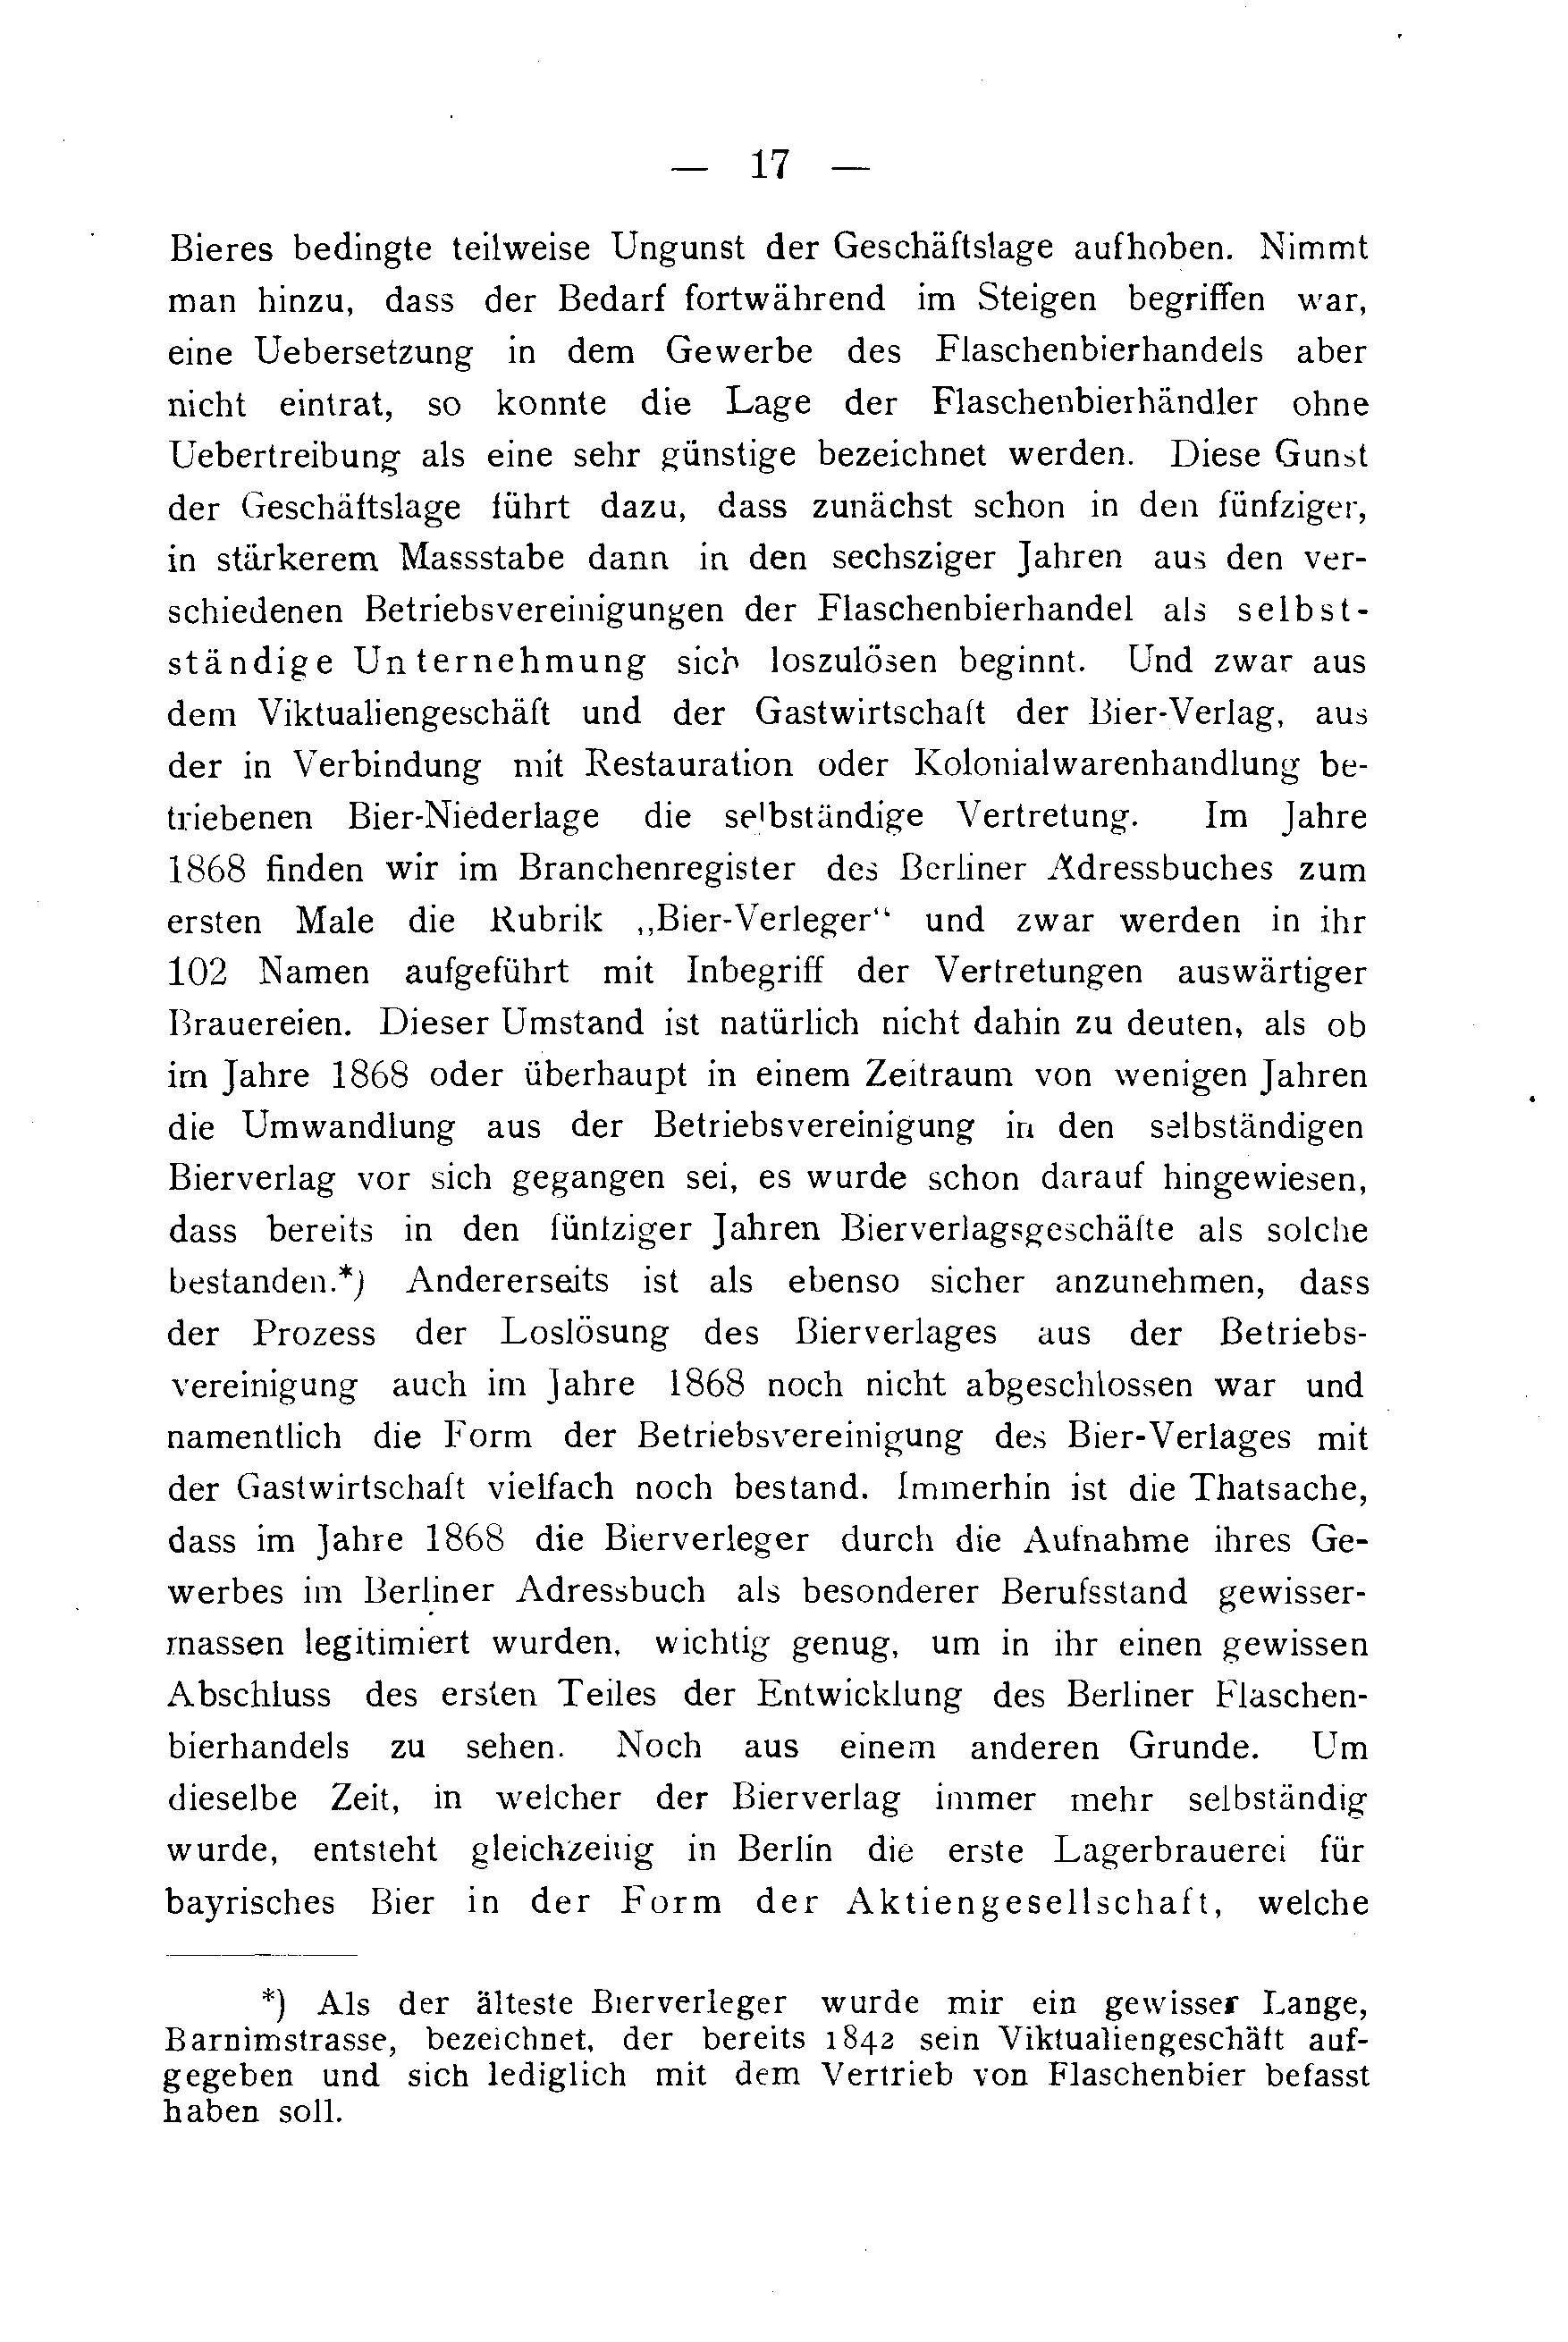 — 17 —
Bieres bedingte teilweise Ungunst der Geschäftslage aufhoben. Nimmt
man hinzu, dass der Bedarf fortwährend im Steigen begriffen war,
eine Uebersetzung in dem Gewerbe des Flaschenbierhandels aber
nicht eintrat, so konnte die Lage der Flaschenbierhändler ohne
Uebertreibung als eine sehr günstige bezeichnet werden. Diese Gunst
der Geschäftslage führt dazu, dass zunächst schon in den fünfziger,
in stärkerem Massstabe dann in den sechsziger Jahren aus den ver-
schiedenen Betriebsvereinigungen der Flaschenbierhandel als selbst-
ständige Unternehmung sich loszulösen beginnt. Und zwar aus
dem Viktualiengeschäft und der Gastwirtschaft der Bier-Verlag, aus
der in Verbindung mit Restauration oder Kolonialwarenhandlung be-
triebenen Bier-Niederlage die selbständige Vertretung. Im Jahre
1868 finden wir im Branchenregister des Berliner Adressbuches zum
ersten Male die Rubrik „Bier-Verleger“ und zwar werden in ihr
102 Namen aufgeführt mit Inbegriff der Vertretungen auswärtiger
Brauereien. Dieser Umstand ist natürlich nicht dahin zu deuten, als ob
im Jahre 1868 oder überhaupt in einem Zeitraum von wenigen Jahren
die Umwandlung aus der Betriebsvereinigung in den selbständigen
Bierverlag vor sich gegangen sei, es wurde schon darauf hingewiesen,
dass bereits in den fünfziger Jahren Bierverlagsgeschäfte als solche
bestanden.*) Andererseits ist als ebenso sicher anzunehmen, dass
der Prozess der Loslösung des Bierverlages aus der Betriebs-
vereinigung auch im Jahre 1868 noch nicht abgeschlossen war und
namentlich die Form der Betriebsvereinigung des Bier-Verlages mit
der Gastwirtschaft vielfach noch bestand. Immerhin ist die Thatsache,
dass im Jahre 1868 die Bierverleger durch die Aufnahme ihres Ge-
werbes im Berliner Adressbuch als besonderer Berufsstand gewisser-
massen legitimiert wurden, wichtig genug, um in ihr einen gewissen
Abschluss des ersten Teiles der Entwicklung des Berliner Flaschen-
bierhandels zu sehen. Noch aus einem anderen Grunde. Um
dieselbe Zeit, in welcher der Bierverlag immer mehr selbständig
wurde, entsteht gleichzeitig in Berlin die erste Lagerbrauerei für
bayrisches Bier in der Form der Aktiengesellschaft, welche
*) Als der älteste Bierverleger wurde mir ein gewisser Lange,
Barnimstrasse, bezeichnet, der bereits 1842 sein Viktualiengeschäft auf-
gegeben und sich lediglich mit dem Vertrieb von Flaschenbier befasst
haben soll.